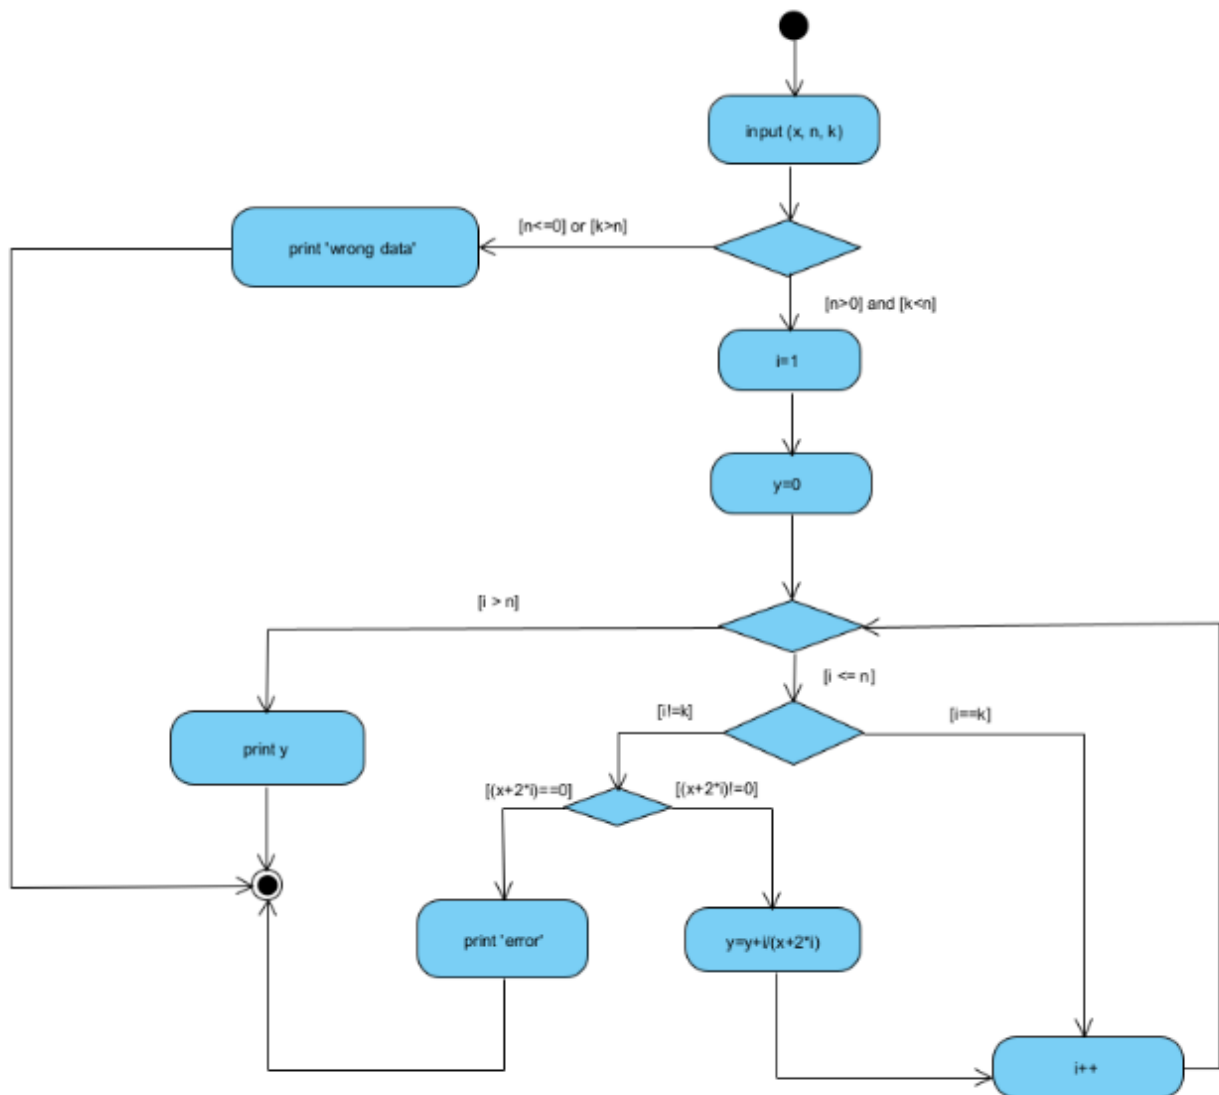 input (x, n, k)
[n<=0] or [k>n]
print 'wrong data'
[n>0] and [k<n]
i=1
y=0
[i > n]
[i <= n]
[i!=k]
[i==k]
print y
[(x+2*i)==0]
[(x+2*i)!=0]
print 'error'
y=y+i/(x+2*i)
i++